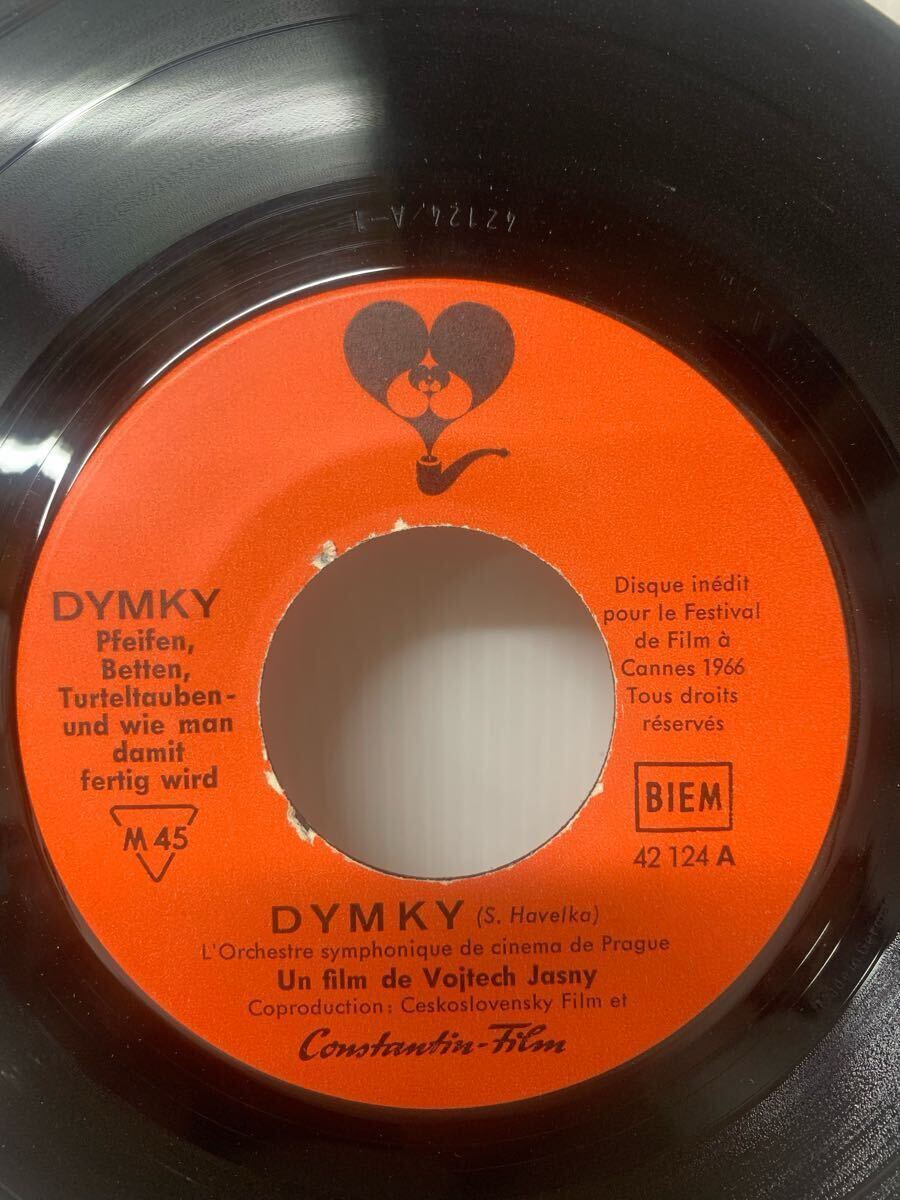 42124/A-1
DYMKY
Pfeifen,
Betten,
Turteltauben-
und wie man
damit
fertig wird
M 45
Disque inédit
pour le Festival
de Film à
Cannes 1966
Tous droits
réservés
BIEM
42 124 A
DYMKY (S. Havelka)
L'Orchestre symphonique de cinema de Prague
Un film de Vojtech Jasny
Coproduction: Ceskoslovensky Film et
Constantin-Film